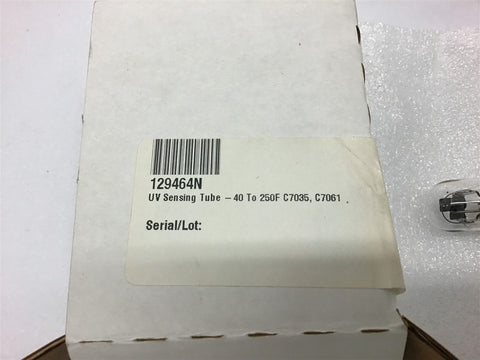 129464N
UV Sensing Tube – 40 To 250F C7035, C7061
Serial/Lot: